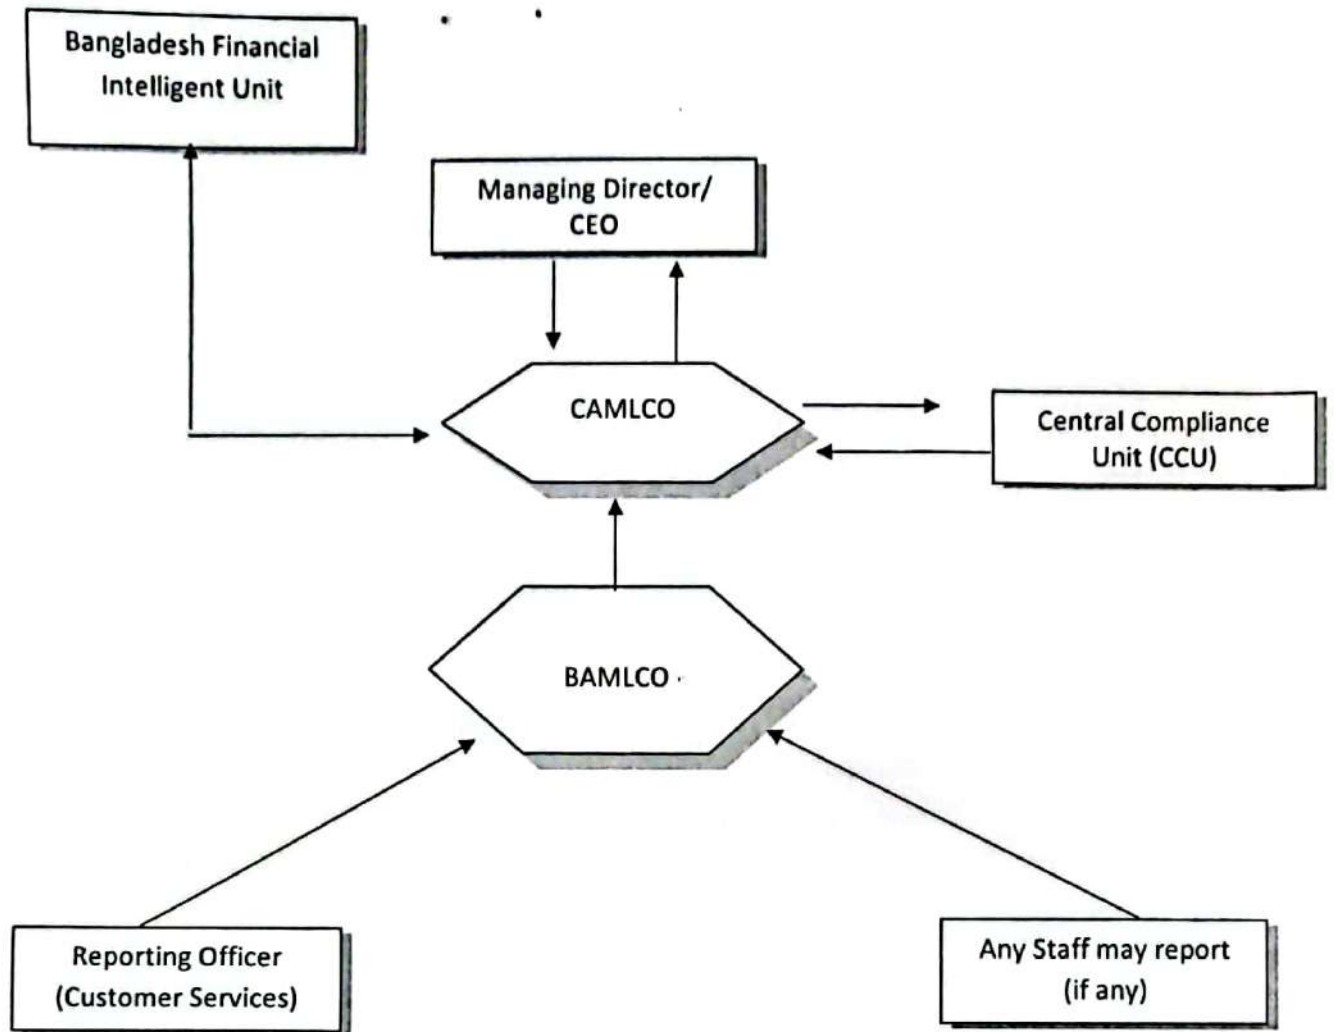 Bangladesh Financial
Intelligent Unit
Managing Director/
CEO
CAMLCO
Central Compliance
Unit (CCU)
BAMLCO
Reporting Officer
(Customer Services)
Any Staff may report
(if any)